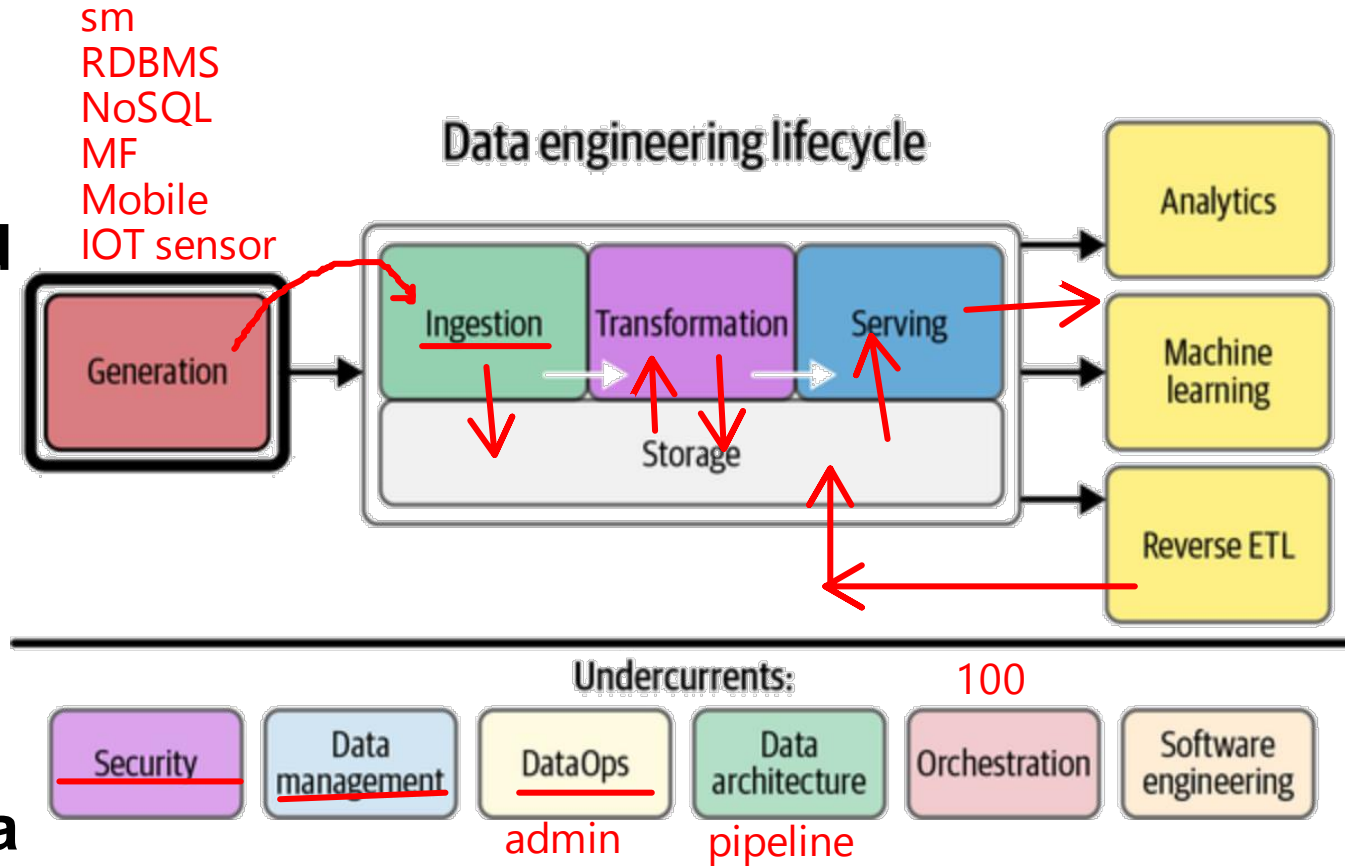 sm
RDBMS
NoSQL
MF
Mobile
IOT sensor
Data engineering lifecycle
Generation
Ingestion
Transformation
Serving
Storage
Analytics
Machine
learning
Reverse ETL
Undercurrents:
100
Security
Data
management
DataOps
Data
architecture
Orchestration
Software
engineering
admin
pipeline
a